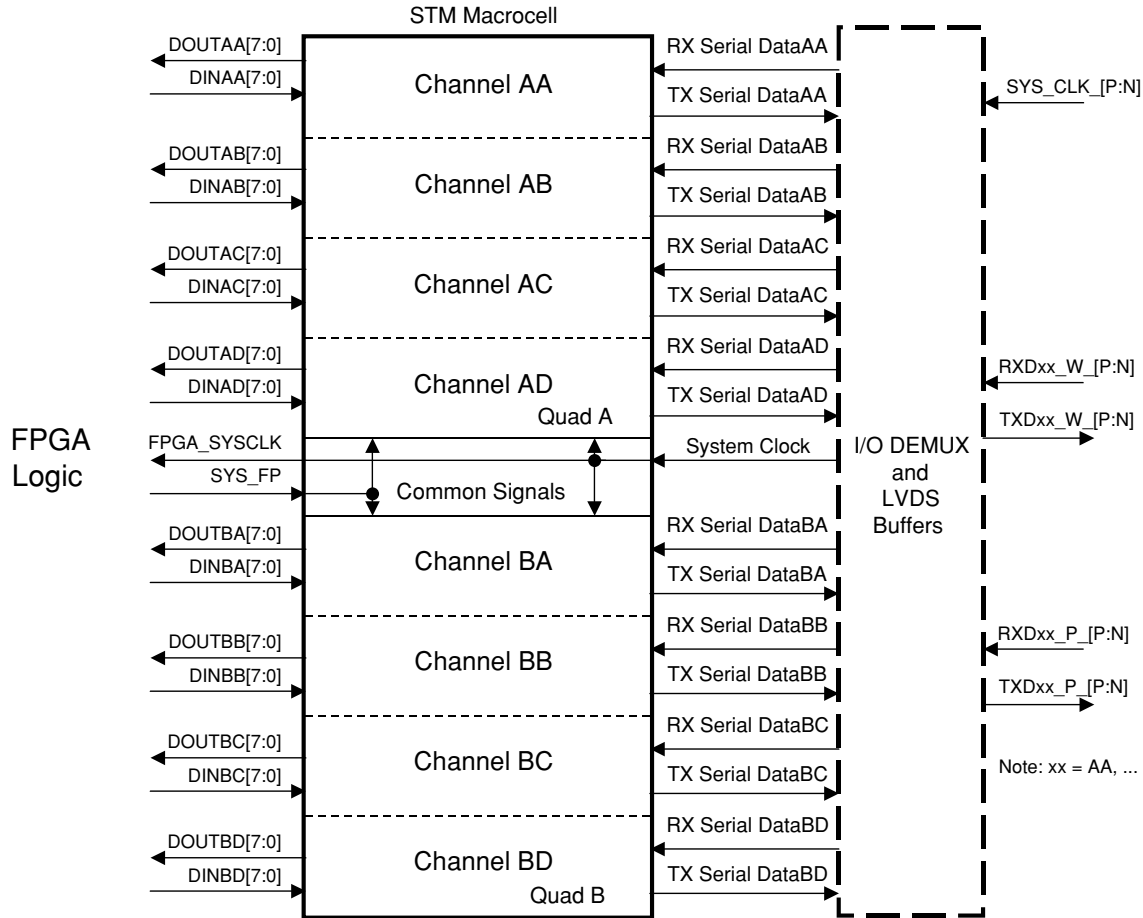 STM Macrocell
DOUTAA[7:0]
DINAA[7:0]
Channel AA
RX Serial DataAA
TX Serial DataAA
SYS_CLK_[P:N]
DOUTAB[7:0]
DINAB[7:0]
Channel AB
RX Serial DataAB
TX Serial DataAB
DOUTAC[7:0]
DINAC[7:0]
Channel AC
RX Serial DataAC
TX Serial DataAC
DOUTAD[7:0]
DINAD[7:0]
Channel AD
Quad A
RX Serial DataAD
TX Serial DataAD
RXDxx_W_[P:N]
TXDxx_W_[P:N]
FPGA
Logic
FPGA_SYSCLK
SYS_FP
Common Signals
System Clock
I/O DEMUX
and
LVDS
Buffers
DOUTBA[7:0]
DINBA[7:0]
Channel BA
RX Serial DataBA
TX Serial DataBA
DOUTBB[7:0]
DINBB[7:0]
Channel BB
RX Serial DataBB
TX Serial DataBB
RXDxx_P_[P:N]
TXDxx_P_[P:N]
DOUTBC[7:0]
DINBC[7:0]
Channel BC
RX Serial DataBC
TX Serial DataBC
Note: xx = AA, ...
DOUTBD[7:0]
DINBD[7:0]
Channel BD
Quad B
RX Serial DataBD
TX Serial DataBD